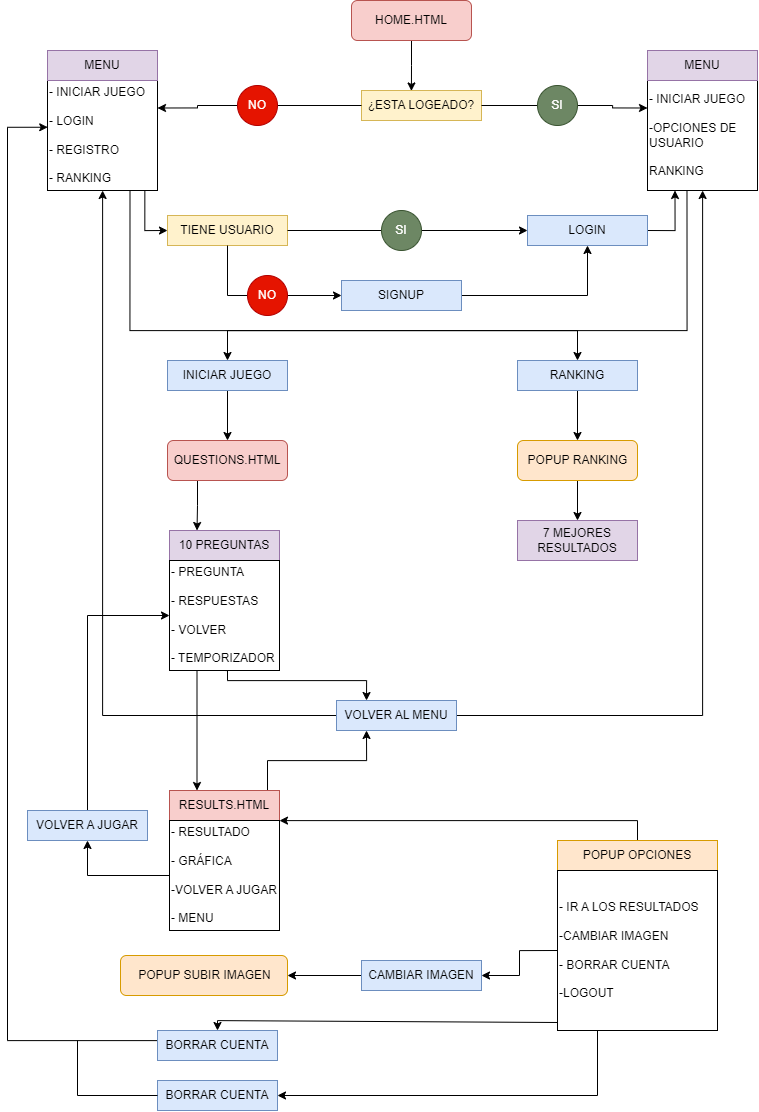 HOME.HTML
MENU
- INICIAR JUEGO
- LOGIN
- REGISTRO
- RANKING
NO
¿ESTA LOGEADO?
SI
MENU
- INICIAR JUEGO
-OPCIONES DE
USUARIO
RANKING
TIENE USUARIO
SI
LOGIN
NO
SIGNUP
INICIAR JUEGO
RANKING
QUESTIONS.HTML
POPUP RANKING
10 PREGUNTAS
- PREGUNTA
- RESPUESTAS
- VOLVER
- TEMPORIZADOR
7 MEJORES
RESULTADOS
VOLVER AL MENU
VOLVER A JUGAR
RESULTS.HTML
- RESULTADO
- GRÁFICA
-VOLVER A JUGAR
- MENU
POPUP OPCIONES
- IR A LOS RESULTADOS
-CAMBIAR IMAGEN
- BORRAR CUENTA
-LOGOUT
POPUP SUBIR IMAGEN
CAMBIAR IMAGEN
BORRAR CUENTA
BORRAR CUENTA